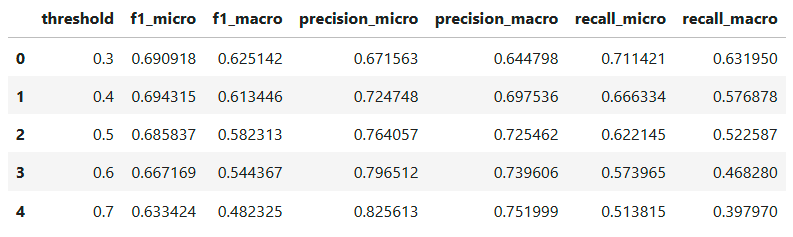 threshold f1_micro f1_macro precision_micro precision_macro recall_micro recall_macro
0 0.3 0.690918 0.625142 0.671563 0.644798 0.711421 0.631950
1 0.4 0.694315 0.613446 0.724748 0.697536 0.666334 0.576878
2 0.5 0.685837 0.582313 0.764057 0.725462 0.622145 0.522587
3 0.6 0.667169 0.544367 0.796512 0.739606 0.573965 0.468280
4 0.7 0.633424 0.482325 0.825613 0.751999 0.513815 0.397970